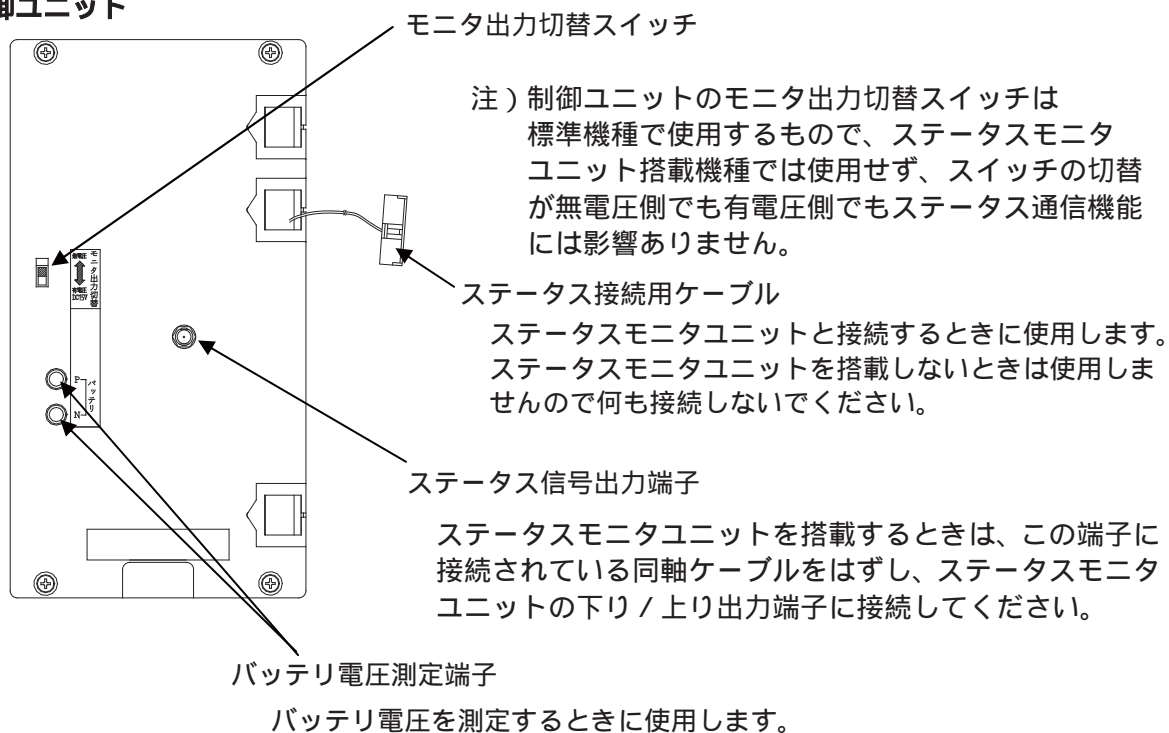 御ユニット
モニタ出力切替スイッチ
注）制御ユニットのモニタ出力切替スイッチは
標準機種で使用するもので、ステータスモニタ
ユニット搭載機種では使用せず、スイッチの切替
が無電圧側でも有電圧側でもステータス通信機能
には影響ありません。
無電圧
有電圧
DC15V
モニタ出力切替
ステータス接続用ケーブル
ステータスモニタユニットと接続するときに使用します。
ステータスモニタユニットを搭載しないときは使用しま
せんので何も接続しないでください。
P
N
バッテリ
ステータス信号出力端子
ステータスモニタユニットを搭載するときは、この端子に
接続されている同軸ケーブルをはずし、ステータスモニタ
ユニットの下り / 上り出力端子に接続してください。
バッテリ電圧測定端子
バッテリ電圧を測定するときに使用します。